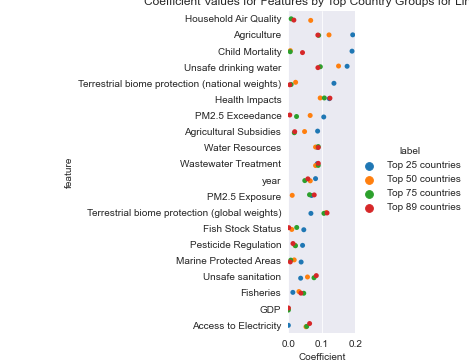 Coefficient Values for Features by Top Country Groups for Lin
Household Air Quality
Agriculture
Child Mortality
Unsafe drinking water
Terrestrial biome protection (national weights)
Health Impacts
PM2.5 Exceedance
Agricultural Subsidies
Water Resources
Wastewater Treatment
year
PM2.5 Exposure
Terrestrial biome protection (global weights)
Fish Stock Status
Pesticide Regulation
Marine Protected Areas
Unsafe sanitation
Fisheries
GDP
Access to Electricity
feature
0.0 0.1 0.2
Coefficient
label
Top 25 countries
Top 50 countries
Top 75 countries
Top 89 countries